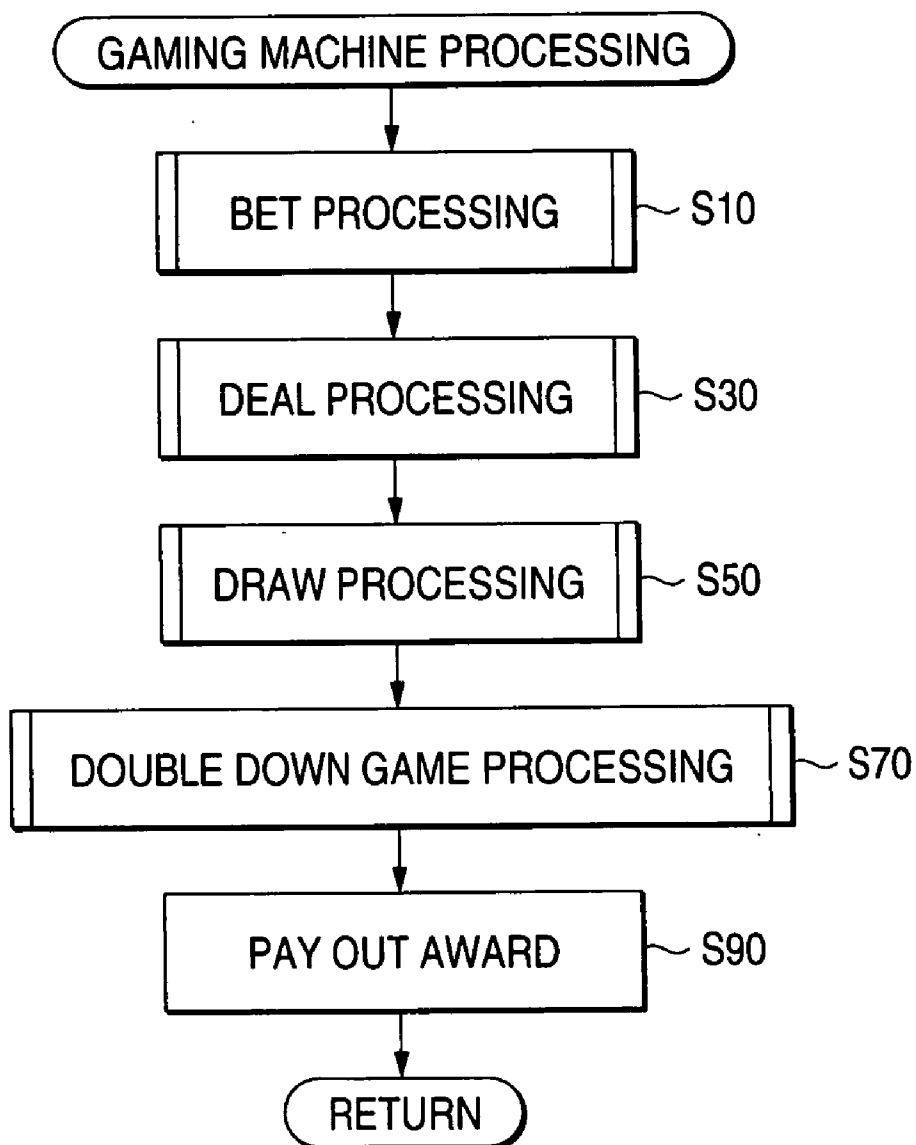 GAMING MACHINE PROCESSING
BET PROCESSING
S10
DEAL PROCESSING
S30
DRAW PROCESSING
S50
DOUBLE DOWN GAME PROCESSING
S70
PAY OUT AWARD
S90
RETURN